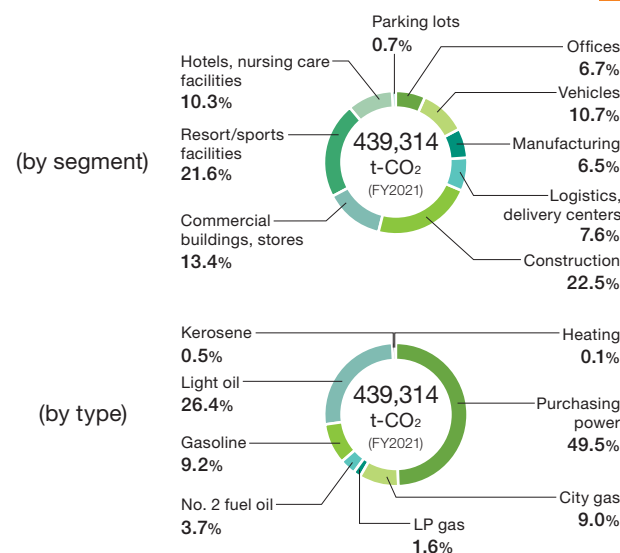 (by segment)
Parking lots
0.7%
Offices
6.7%
Vehicles
10.7%
Manufacturing
6.5%
Logistics,
delivery centers
7.6%
Construction
22.5%
Commercial
buildings, stores
13.4%
Resort/sports
facilities
21.6%
Hotels, nursing care
facilities
10.3%
439,314
t-CO₂
(FY2021)
(by type)
Heating
0.1%
Purchasing
power
49.5%
City gas
9.0%
LP gas
1.6%
No. 2 fuel oil
3.7%
Gasoline
9.2%
Light oil
26.4%
Kerosene
0.5%
439,314
t-CO₂
(FY2021)